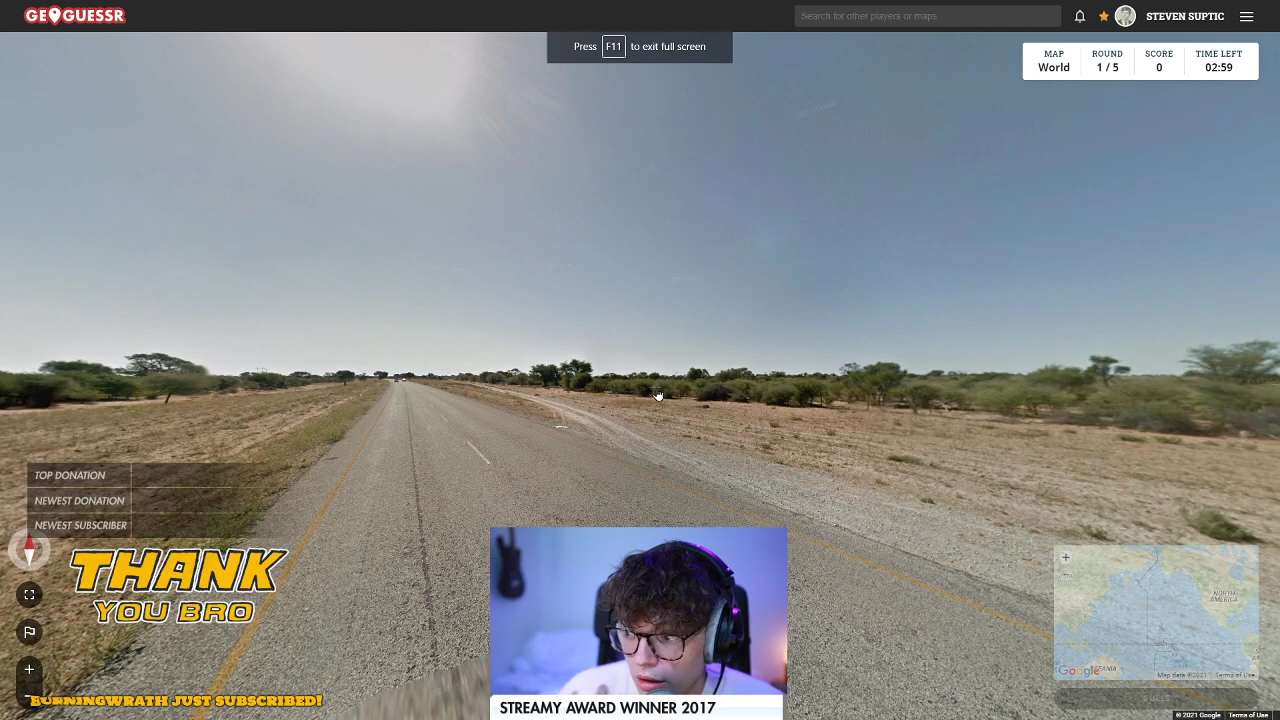 GEOGUESSR
Search for other players or maps
STEVEN SUPTIC
Press F11 to exit full screen
MAP
World
ROUND
1 / 5
SCORE
0
TIME LEFT
02:59
TOP DONATION
NEWEST DONATION
NEWEST SUBSCRIBER
THANK
YOU BRO
BURNINGWRATH JUST SUBSCRIBED!
STREAMY AWARD WINNER 2017
NORTH
AMERICA
Google
Map data ©2021 Terms of Use
GUESS
© 2021 Google Terms of Use